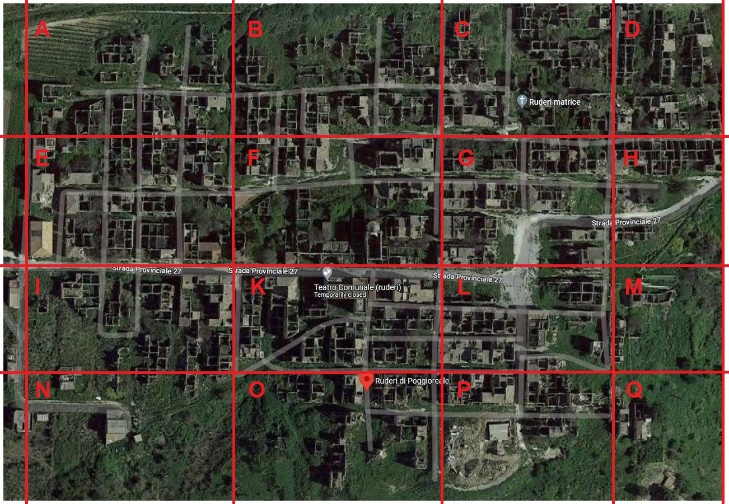 A
B
C
D
Ruderi matrice
E
F
G
H
Strada Provinciale 27
Strada Provinciale 27
Strada Provinciale 27
Strada Provinciale 27
I
K
Teatro Comunale (ruderi)
Temporarily closed
L
M
N
O
Ruderi di Poggioreale
P
Q